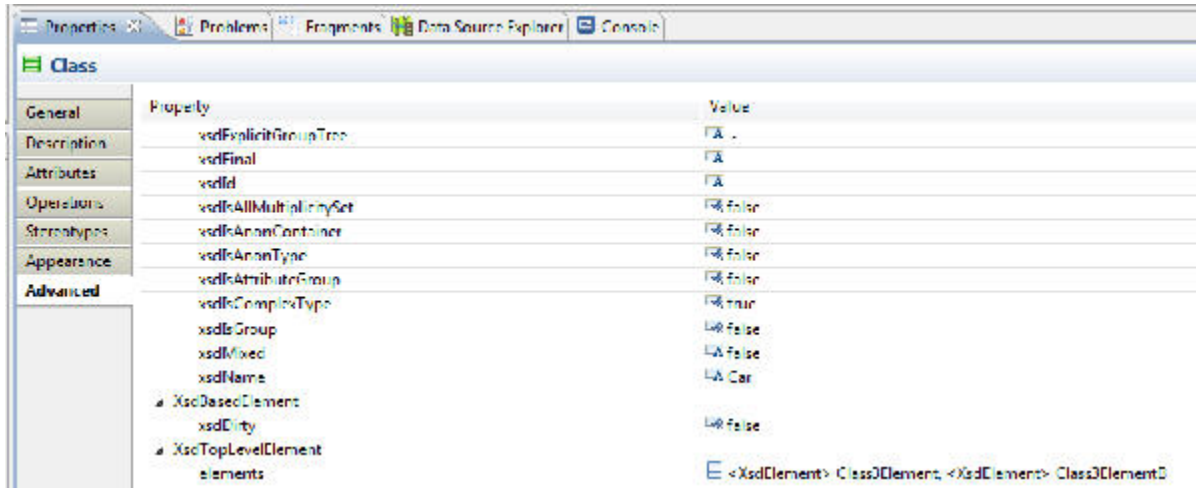 Properties Problems Fragments Data Source Explorer Console
Class
General
Description
Attributes
Operations
Stereotypes
Appearance
Advanced
Property Value
xsdExplicitGroupTree .
xsdFinal
xsdId
xsdIsAllMultiplicitySet false
xsdIsAnonContainer false
xsdIsAnonType false
xsdIsAttributeGroup false
xsdIsComplexType true
xsdIsGroup false
xsdMixed false
xsdName Car
XsdBasedElement
xsdDirty false
XsdTopLevelElement
elements <XsdElement> Class3Element, <XsdElement>